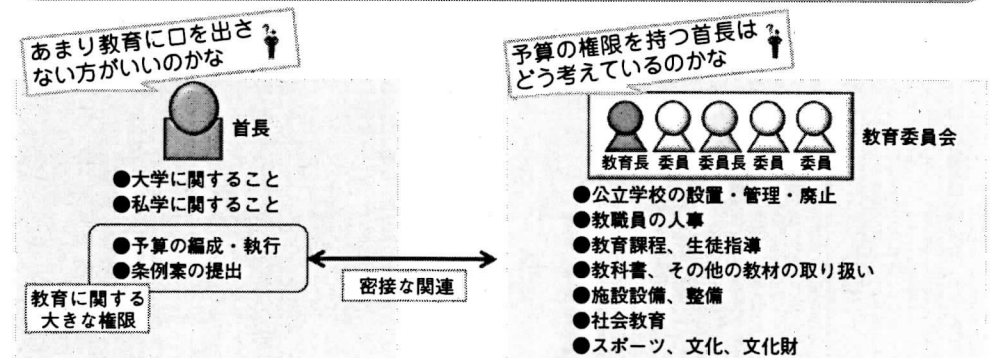 あまり教育に口を出さ
ない方がいいのかな
首長
●大学に関すること
●私学に関すること
●予算の編成・執行
●条例案の提出
教育に関する
大きな権限
密接な関連
予算の権限を持つ首長は
どう考えているのかな
教育長 委員 委員長 委員 委員
教育委員会
●公立学校の設置・管理・廃止
●教職員の人事
●教育課程、生徒指導
●教科書、その他の教材の取り扱い
●施設設備、整備
●社会教育
●スポーツ、文化、文化財